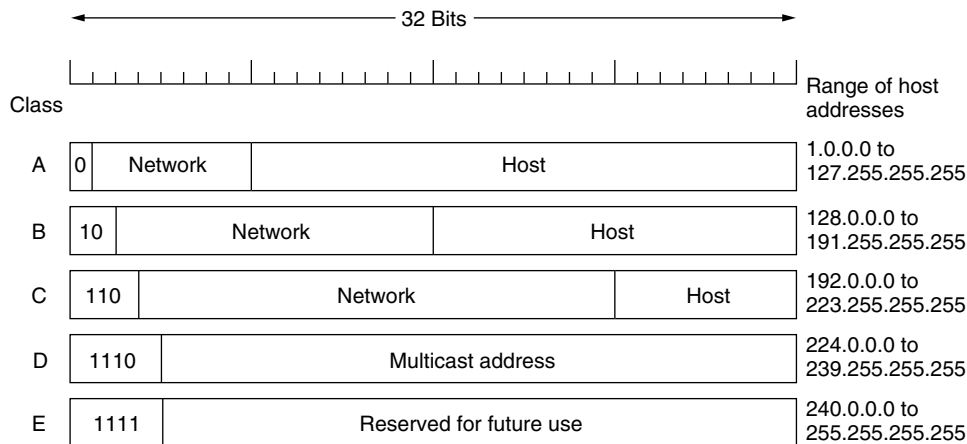 32 Bits
Range of host
addresses
Class
A 0 Network Host 1.0.0.0 to
127.255.255.255
B 10 Network Host 128.0.0.0 to
191.255.255.255
C 110 Network Host 192.0.0.0 to
223.255.255.255
D 1110 Multicast address 224.0.0.0 to
239.255.255.255
E 1111 Reserved for future use 240.0.0.0 to
255.255.255.255